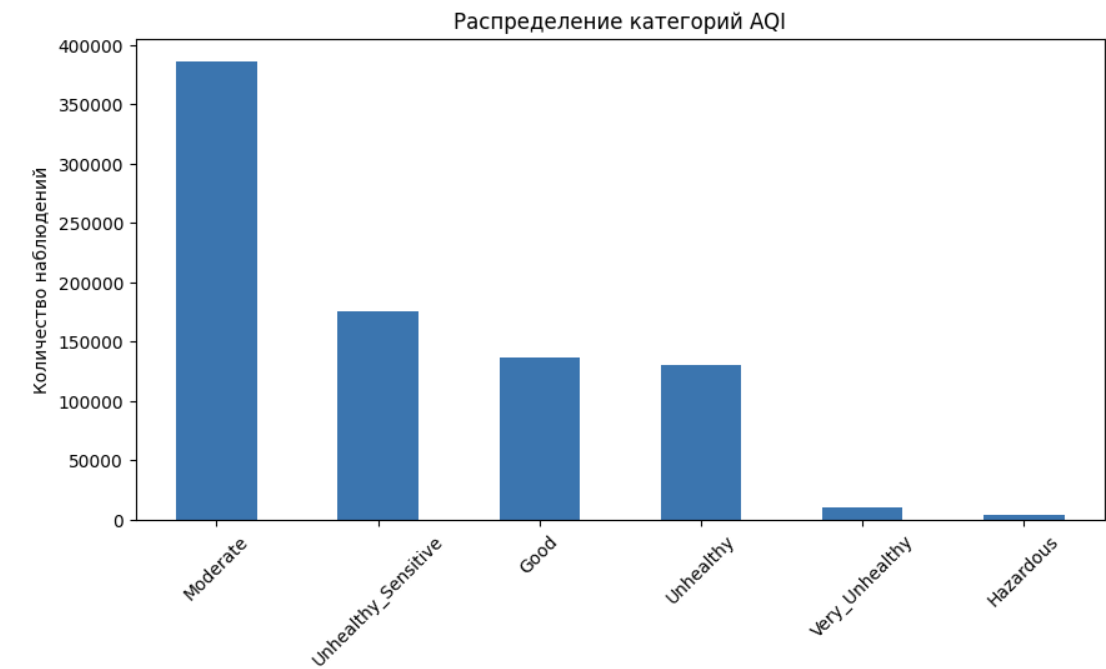 Распределение категорий AQI
Количество наблюдений
400000
350000
300000
250000
200000
150000
100000
50000
0
Moderate
Unhealthy_Sensitive
Good
Unhealthy
Very_Unhealthy
Hazardous